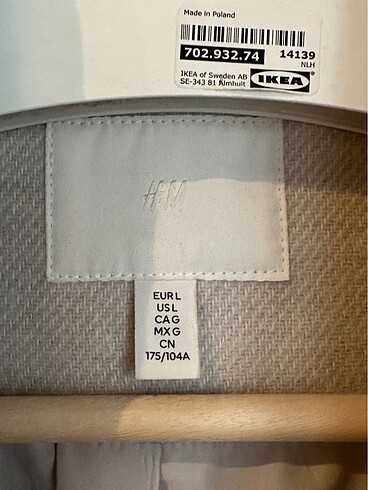 Made in Poland
702.932.74 14139
NLH
IKEA of Sweden AB
SE-343 81 Älmhult
IKEA
H&M
EUR L
US L
CA G
MX G
CN
175/104A